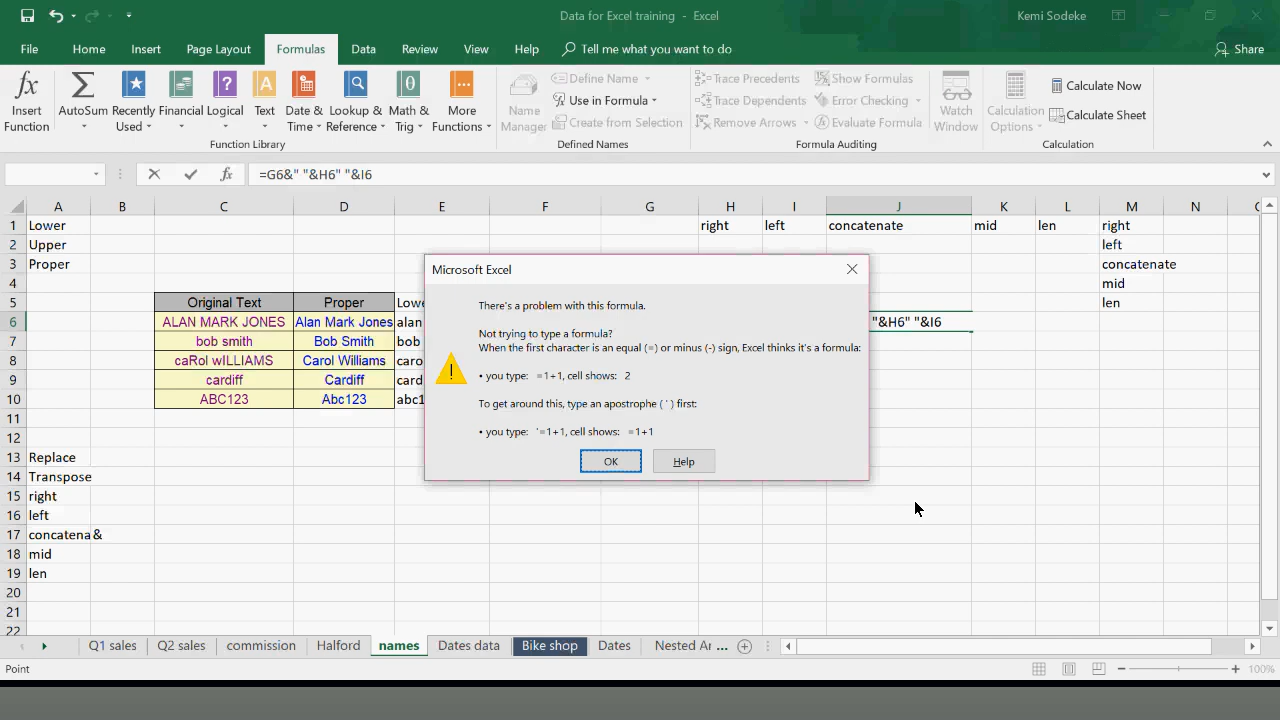 Data for Excel training - Excel
Kemi Sodeke
File Home Insert Page Layout Formulas Data Review View Help Tell me what you want to do Share
Insert Function
AutoSum
Recently Used
Financial
Logical
Text
Date & Time
Lookup & Reference
Math & Trig
More Functions
Function Library
Name Manager
Define Name
Use in Formula
Create from Selection
Defined Names
Trace Precedents
Trace Dependents
Remove Arrows
Show Formulas
Error Checking
Evaluate Formula
Formula Auditing
Watch Window
Calculation Options
Calculate Now
Calculate Sheet
Calculation
fx =G6&" "&H6" "&I6
A B C D E F G H I J K L M N
1 Lower right left concatenate mid len right
2 Upper left
3 Proper concatenate
4 mid
5 Original Text Proper Lowe len
6 ALAN MARK JONES Alan Mark Jones alan "&H6" "&I6
7 bob smith Bob Smith bob
8 caRol wILLIAMS Carol Williams caro
9 cardiff Cardiff card
10 ABC123 Abc123 abc1
11
12
13 Replace
14 Transpose
15 right
16 left
17 concatena&
18 mid
19 len
20
21
22
Microsoft Excel
There's a problem with this formula.
Not trying to type a formula?
When the first character is an equal (=) or minus (-) sign, Excel thinks it's a formula:
• you type: =1+1, cell shows: 2
To get around this, type an apostrophe ( ' ) first:
• you type: '=1+1, cell shows: =1+1
OK Help
Q1 sales Q2 sales commission Halford names Dates data Bike shop Dates Nested Ar ...
Point
100%